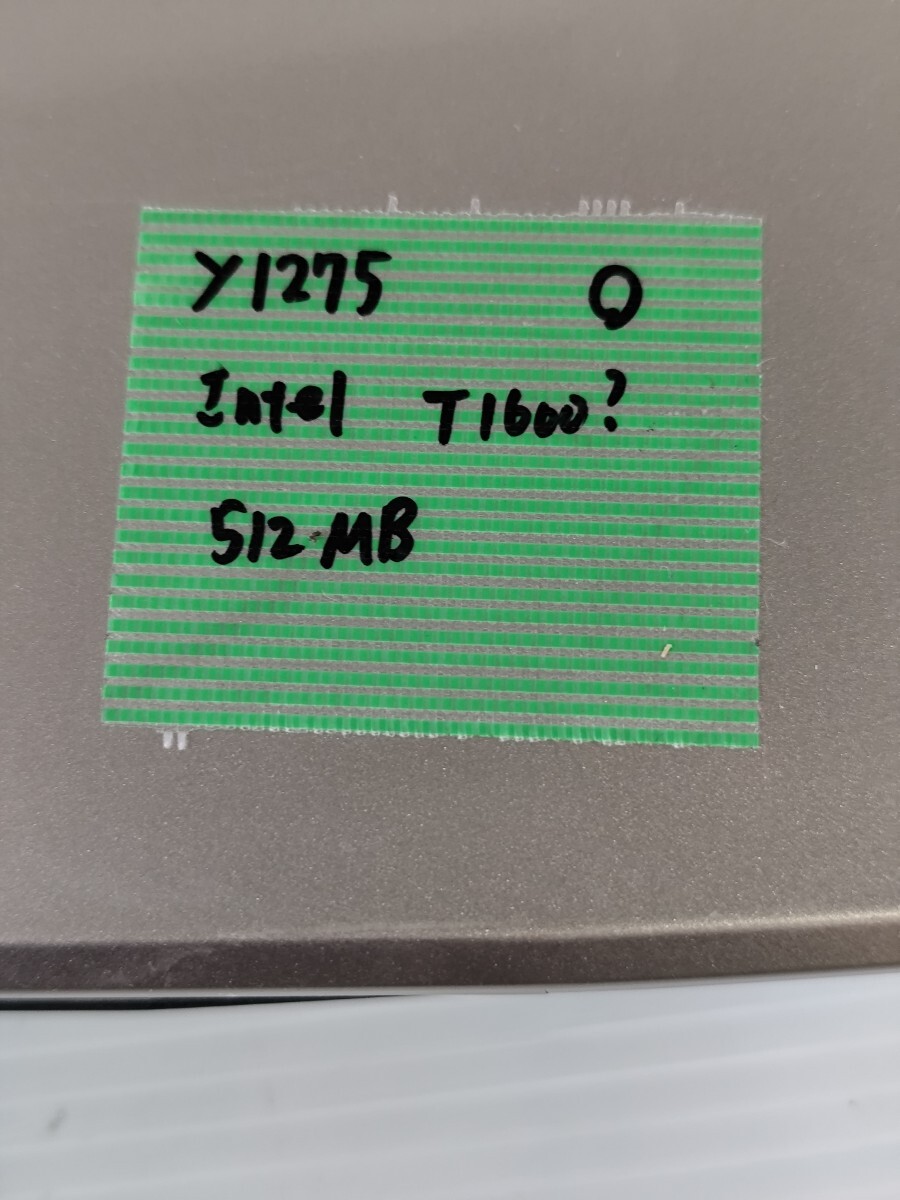 Y1275 O
Intel T1600?
512MB